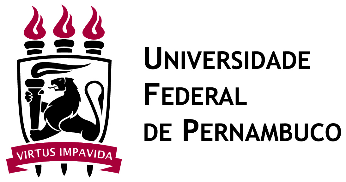 VIRTUS IMPAVIDA
UNIVERSIDADE
FEDERAL
DE PERNAMBUCO